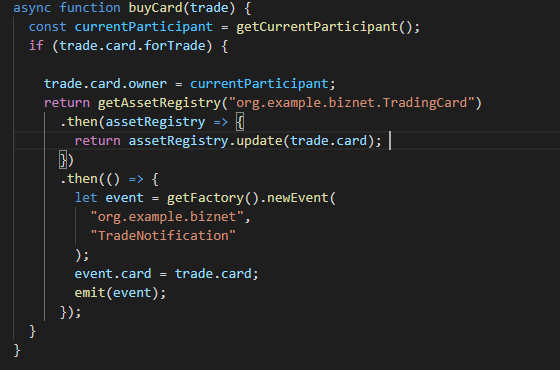 async function buyCard(trade) {
  const currentParticipant = getCurrentParticipant();
  if (trade.card.forTrade) {

    trade.card.owner = currentParticipant;
    return getAssetRegistry("org.example.biznet.TradingCard")
      .then(assetRegistry => {
        return assetRegistry.update(trade.card);
      })
      .then(() => {
        let event = getFactory().newEvent(
          "org.example.biznet",
          "TradeNotification"
        );
        event.card = trade.card;
        emit(event);
      });
  }
}